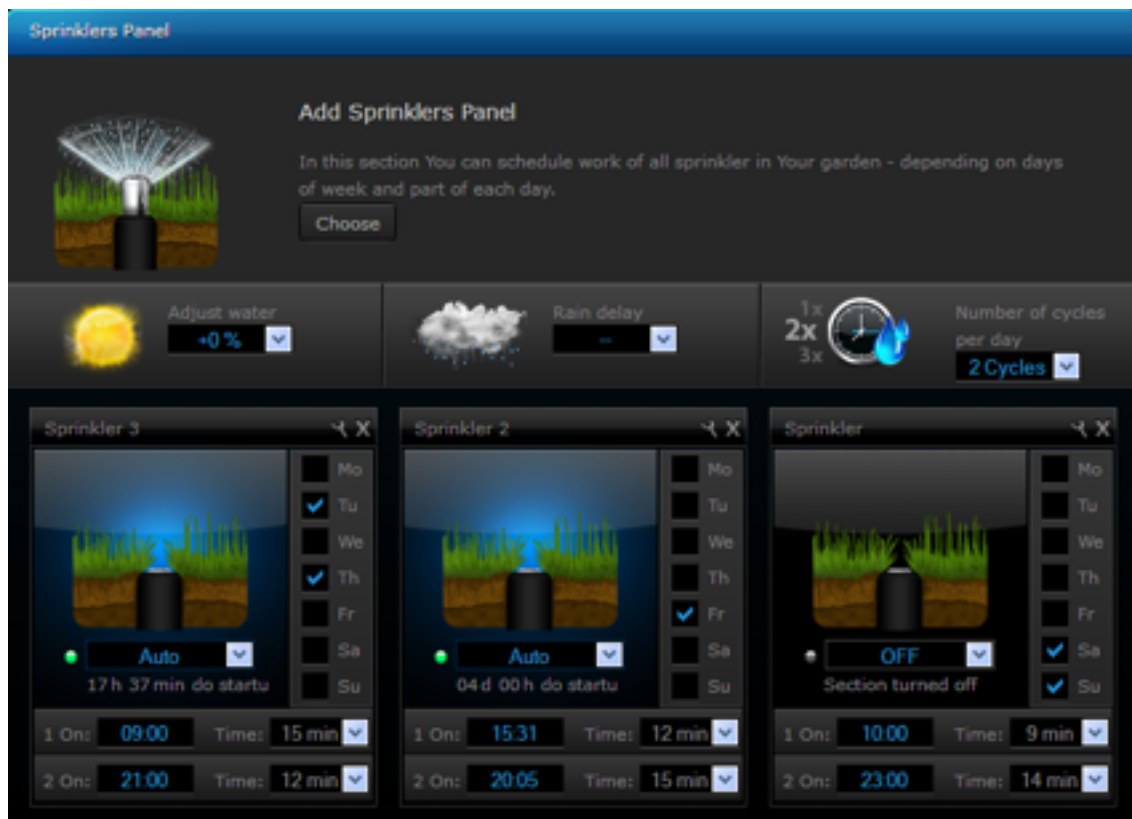 Sprinklers Panel
Add Sprinklers Panel
In this section You can schedule work of all sprinkler in Your garden - depending on days
of week and part of each day.
Choose
Adjust water
+0 %
Rain delay
--
1x
2x
3x
Number of cycles
per day
2 Cycles
Sprinkler 3 X
Mo
Tu
We
Th
Fr
Sa
Su
Auto
17 h 37 min do startu
1 On: 09:00 Time: 15 min
2 On: 21:00 Time: 12 min
Sprinkler 2 X
Mo
Tu
We
Th
Fr
Sa
Su
Auto
04 d 00 h do startu
1 On: 15:31 Time: 12 min
2 On: 20:05 Time: 15 min
Sprinkler X
Mo
Tu
We
Th
Fr
Sa
Su
OFF
Section turned off
1 On: 10:00 Time: 9 min
2 On: 23:00 Time: 14 min